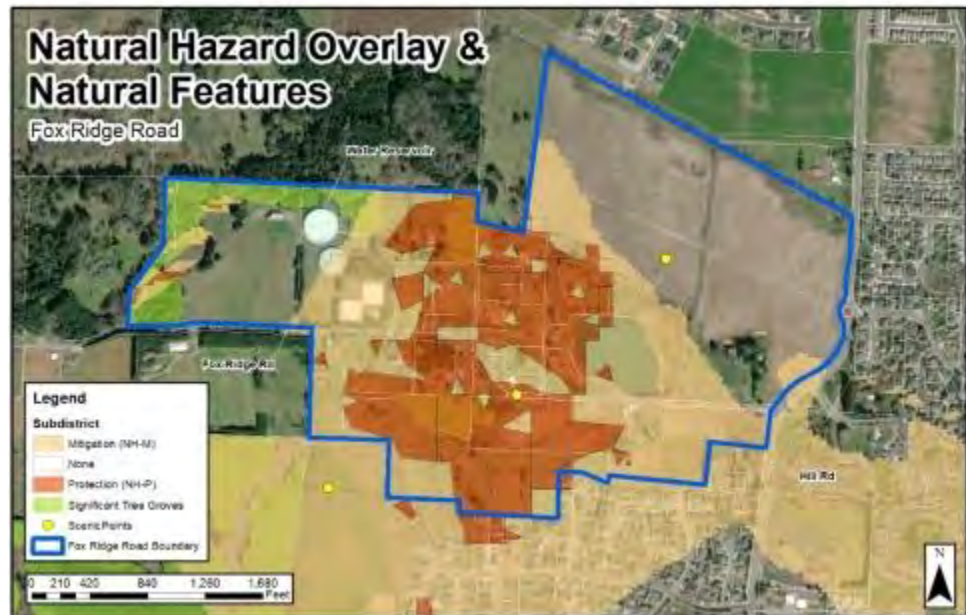 Natural Hazard Overlay &
Natural Features
Fox Ridge Road
Water Reservoir
Fox Ridge Rd
Hill Rd
Legend
Subdistrict
Mitigation (NH-M)
None
Protection (NH-P)
Significant Tree Groves
Scenic Points
Fox Ridge Road Boundary
0 210 420 840 1,260 1,680
Feet
N